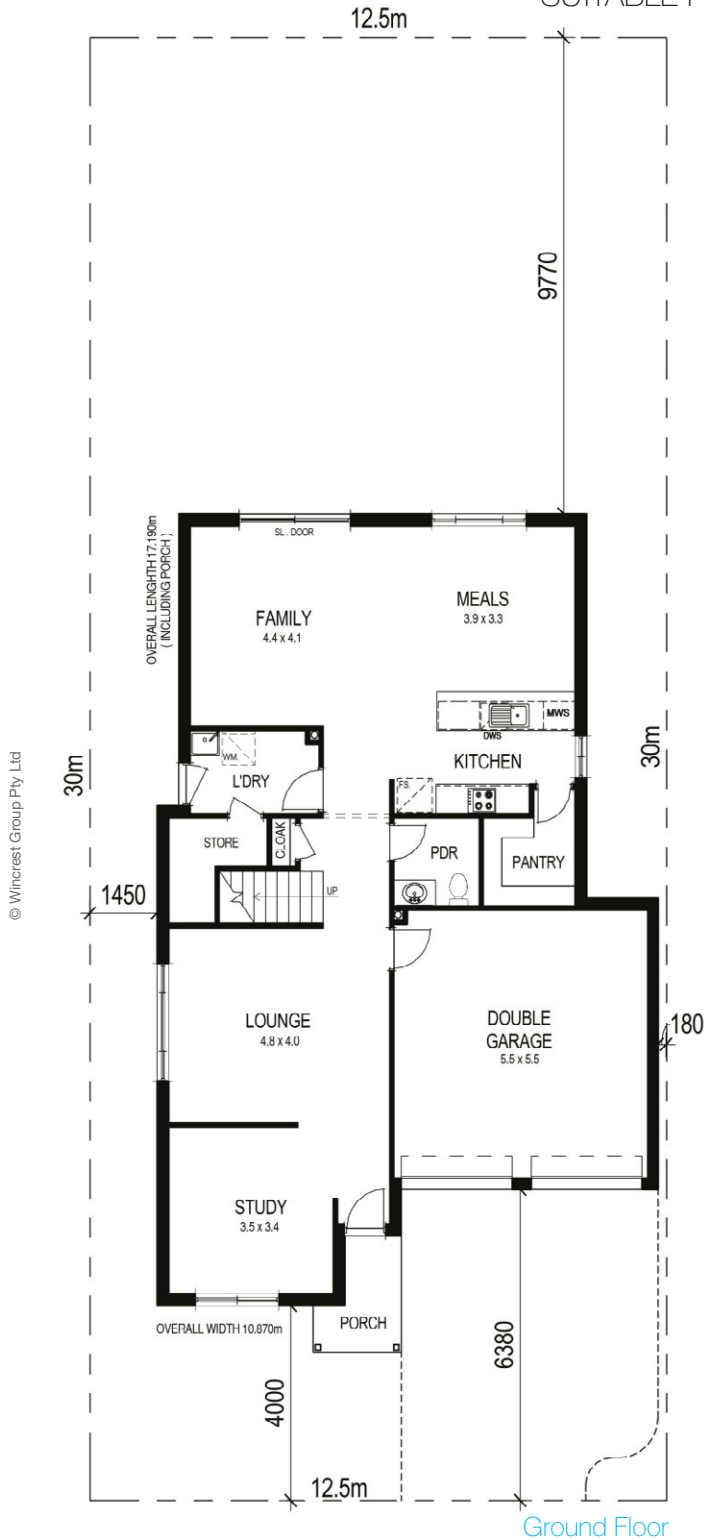 12.5m
9770
OVERALL LENGHTH 17.190m
( INCLUDING PORCH )
SL . DOOR
FAMILY
4.4 x 4.1
MEALS
3.9 x 3.3
MWS
DWS
KITCHEN
FS.
WM.
L'DRY
30m
30m
© Wincrest Group Pty Ltd
STORE
CLOAK
PDR
PANTRY
UP
1450
LOUNGE
4.8 x 4.0
DOUBLE
GARAGE
5.5 x 5.5
180
STUDY
3.5 x 3.4
PORCH
OVERALL WIDTH 10.870m
4000
6380
12.5m
Ground Floor